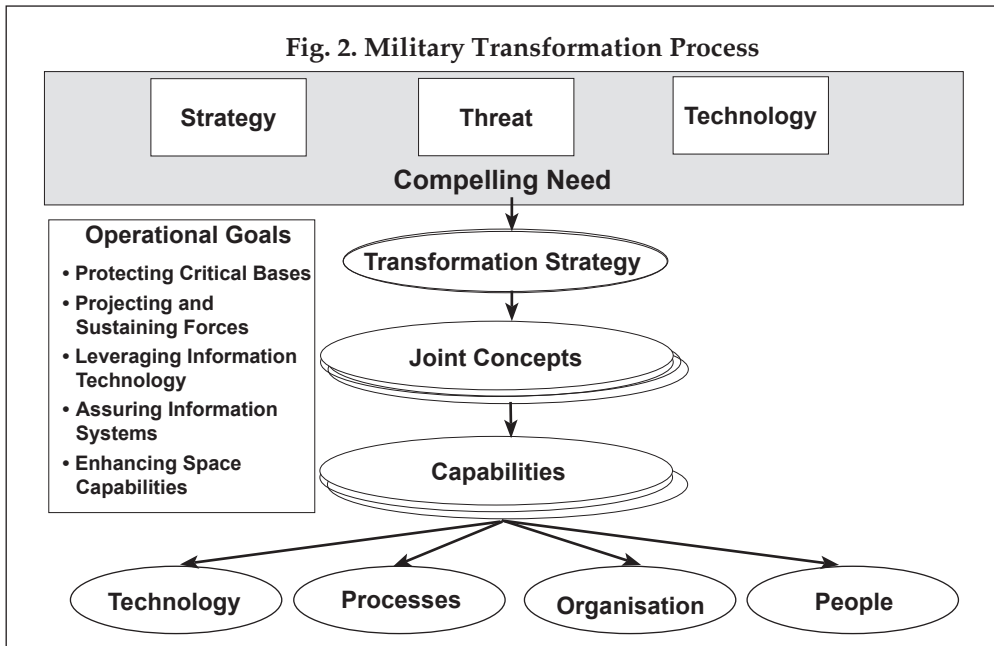 Fig. 2. Military Transformation Process
Strategy
Threat
Technology
Compelling Need
Operational Goals
• Protecting Critical Bases
• Projecting and
Sustaining Forces
• Leveraging Information
Technology
• Assuring Information
Systems
• Enhancing Space
Capabilities
Transformation Strategy
Joint Concepts
Capabilities
Technology
Processes
Organisation
People